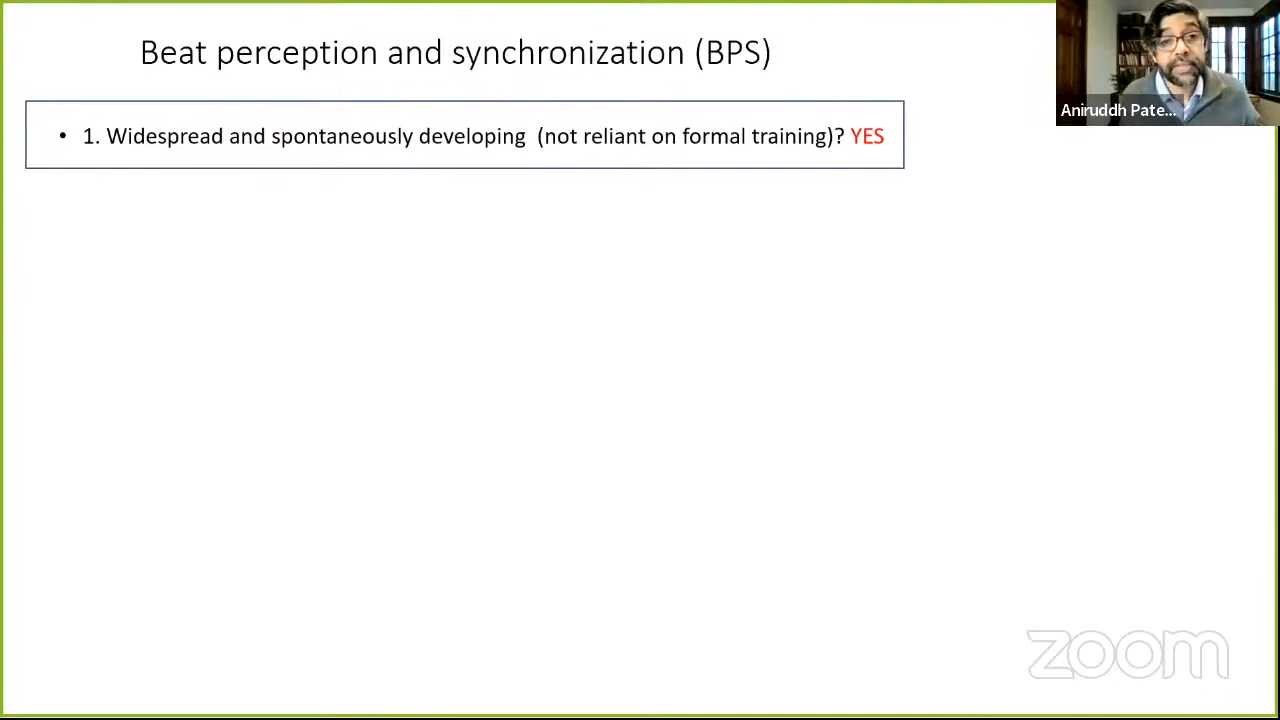 Beat perception and synchronization (BPS)
• 1. Widespread and spontaneously developing (not reliant on formal training)? YES
Aniruddh Pate...
zoom